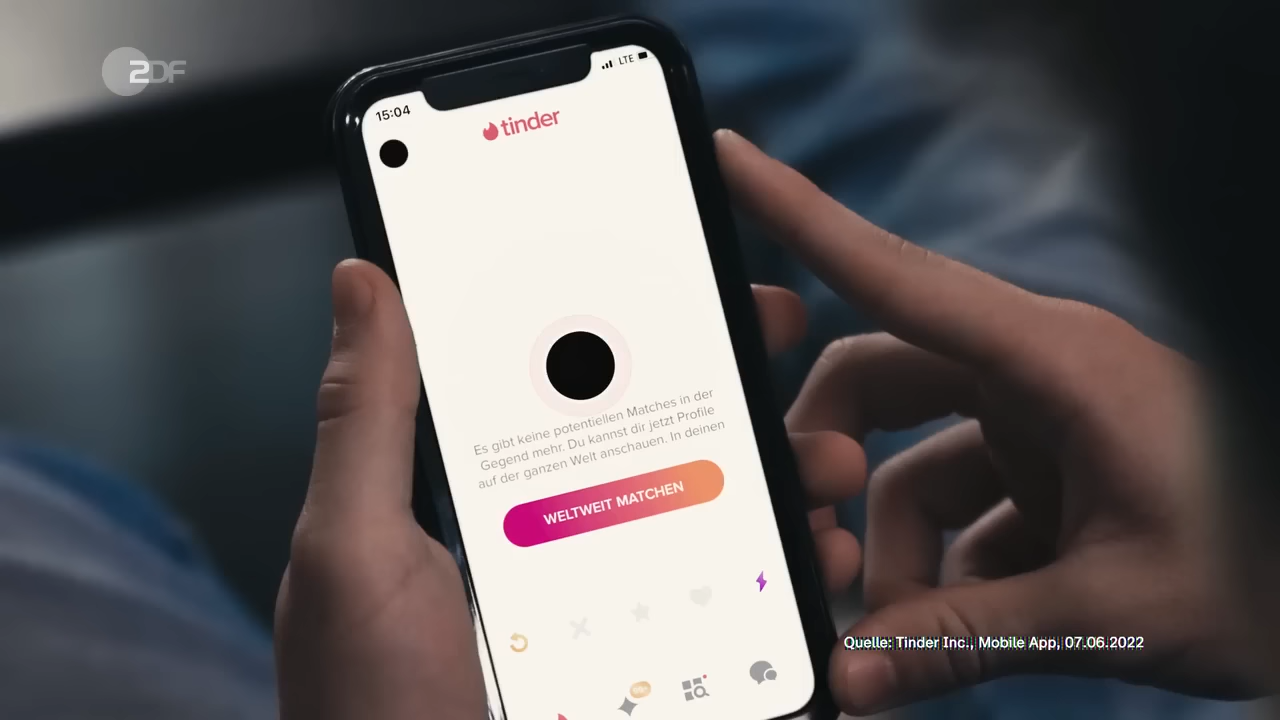 ZDF
15:04
LTE
tinder
Es gibt keine potentiellen Matches in der
Gegend mehr. Du kannst dir jetzt Profile
auf der ganzen Welt anschauen. In deinen
WELTWEIT MATCHEN
Quelle: Tinder Inc., Mobile App, 07.06.2022